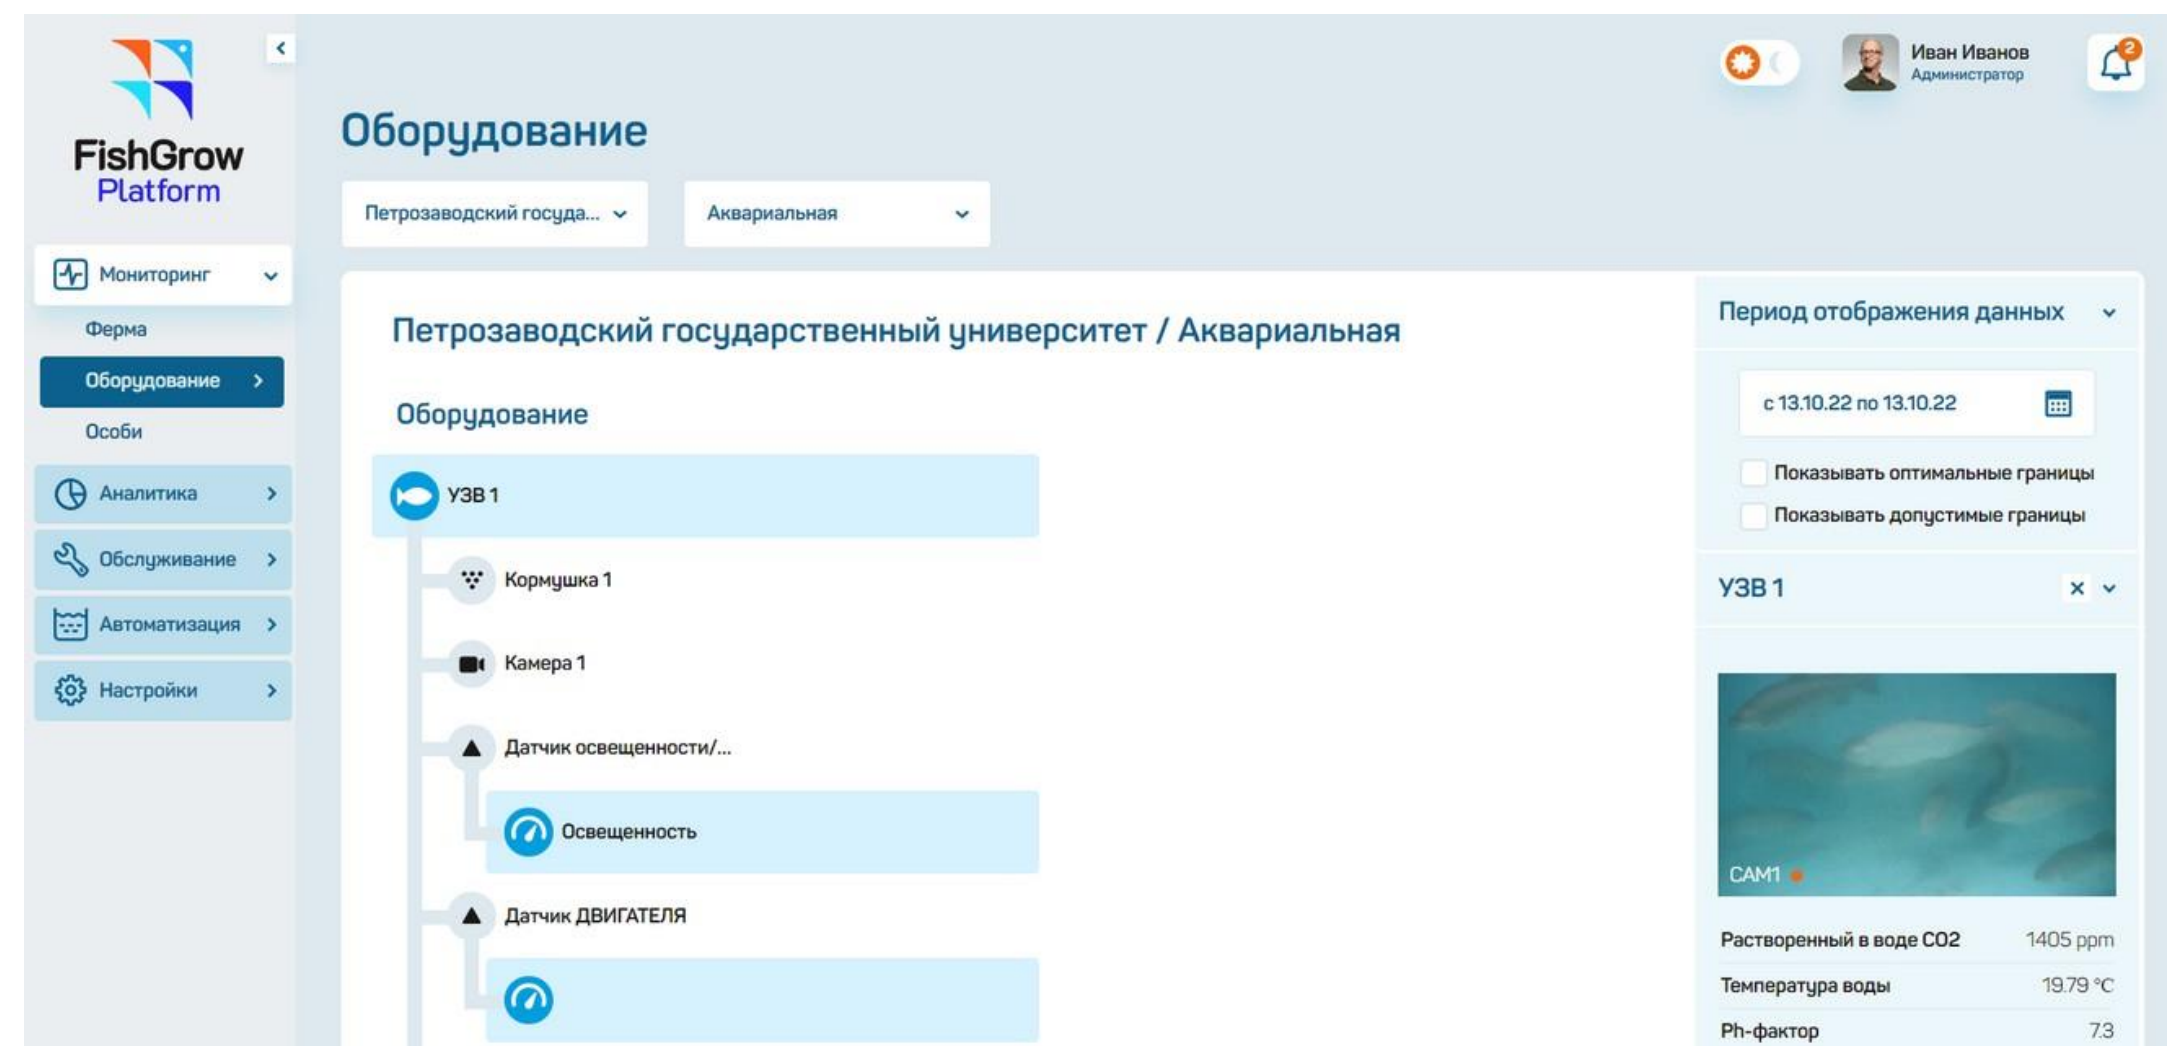 FishGrow
Platform
Мониторинг
Ферма
Оборудование
Особи
Аналитика
Обслуживание
Автоматизация
Настройки
Иван Иванов
Администратор
2
Оборудование
Петрозаводский госуда...
Аквариальная
Петрозаводский государственный университет / Аквариальная
Оборудование
УЗВ 1
Кормушка 1
Камера 1
Датчик освещенности/...
Освещенность
Датчик ДВИГАТЕЛЯ
Период отображения данных
с 13.10.22 по 13.10.22
Показывать оптимальные границы
Показывать допустимые границы
УЗВ 1
CAM1
Растворенный в воде CO2 1405 ppm
Температура воды 19.79 °C
Ph-фактор 7.3